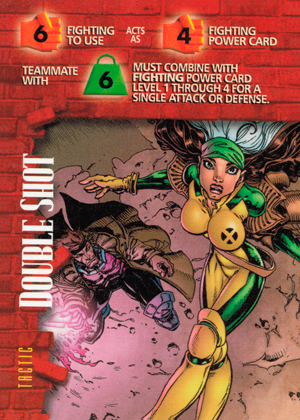 6 FIGHTING TO USE ACTS AS 4 FIGHTING POWER CARD
TEAMMATE WITH 6 MUST COMBINE WITH
FIGHTING POWER CARD
LEVEL 1 THROUGH 4 FOR A
SINGLE ATTACK OR DEFENSE.
DOUBLE SHOT
TACTIC